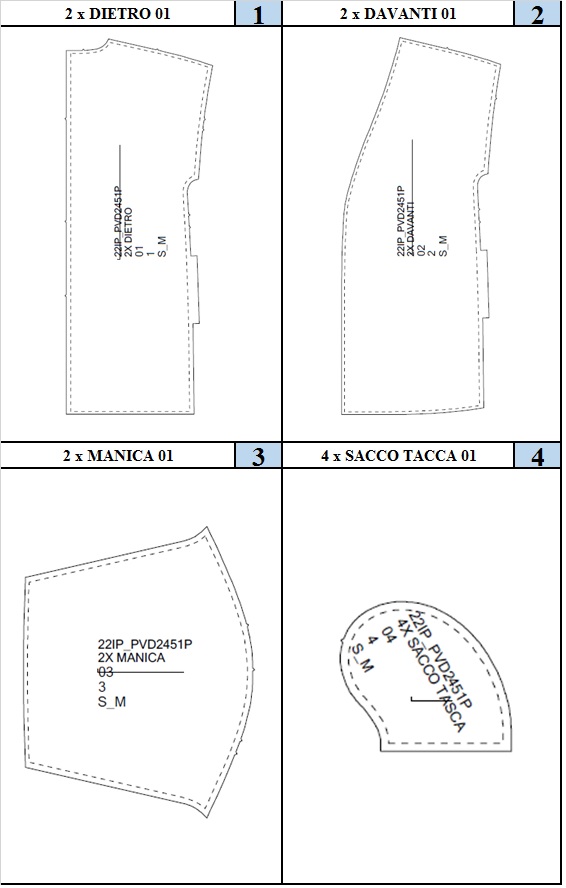 2 x DIETRO 01
1
2 x DAVANTI 01
2
22IP_PVD2451P
2X DIETRO
01
1
S_M
22IP_PVD2451P
2X DAVANTI
02
2
S_M
2 x MANICA 01
3
4 x SACCO TACCA 01
4
22IP_PVD2451P
2X MANICA
03
3
S_M
22IP_PVD2451P
4X SACCO TASCA
04
4
S_M